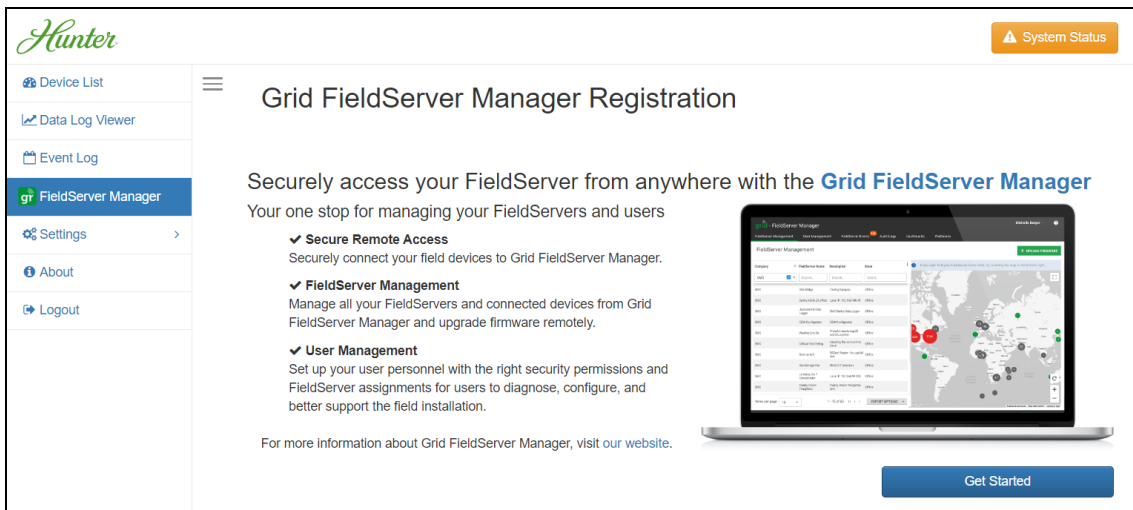 Hunter
System Status
Device List
Data Log Viewer
Event Log
FieldServer Manager
Settings
About
Logout
Grid FieldServer Manager Registration
Securely access your FieldServer from anywhere with the Grid FieldServer Manager
Your one stop for managing your FieldServers and users
✔ Secure Remote Access
Securely connect your field devices to Grid FieldServer Manager.
✔ FieldServer Management
Manage all your FieldServers and connected devices from Grid
FieldServer Manager and upgrade firmware remotely.
✔ User Management
Set up your user personnel with the right security permissions and
FieldServer assignments for users to diagnose, configure, and
better support the field installation.
For more information about Grid FieldServer Manager, visit our website.
grid - FieldServer Manager
FieldServer Management
Get Started